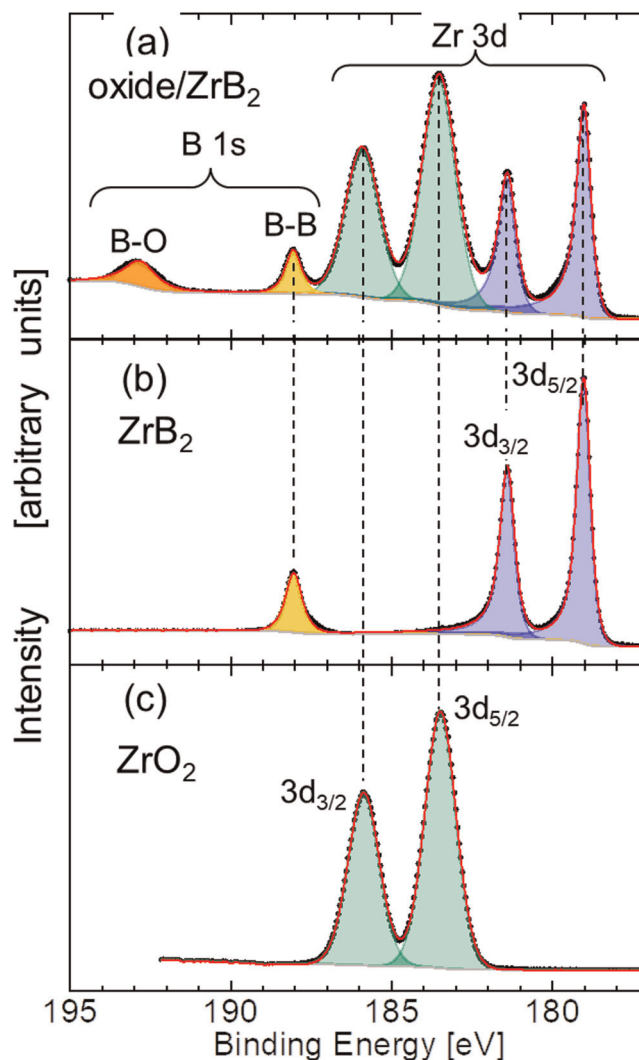 (a)
oxide/ZrB₂
Zr 3d
B 1s
B-O
B-B
(b)
ZrB₂
3d₅/₂
3d₃/₂
(c)
ZrO₂
3d₅/₂
3d₃/₂
Intensity [arbitrary units]
195 190 185 180
Binding Energy [eV]